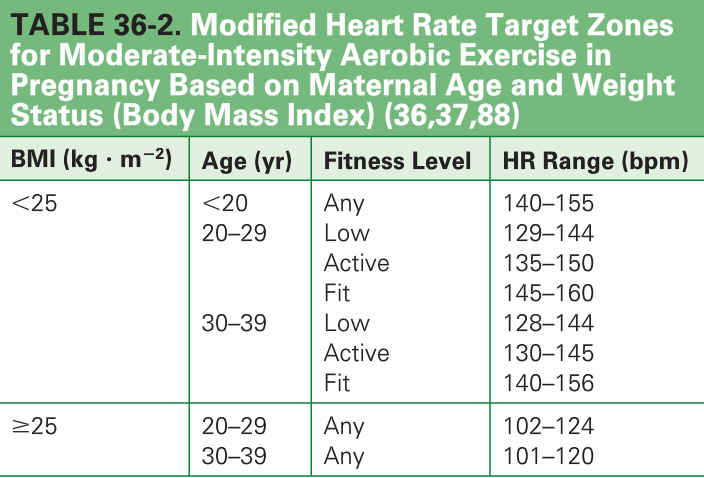 TABLE 36-2. Modified Heart Rate Target Zones
for Moderate-Intensity Aerobic Exercise in
Pregnancy Based on Maternal Age and Weight
Status (Body Mass Index) (36,37,88)
BMI (kg · m⁻²) Age (yr) Fitness Level HR Range (bpm)
<25 <20 Any 140–155
20–29 Low 129–144
Active 135–150
Fit 145–160
30–39 Low 128–144
Active 130–145
Fit 140–156
≥25 20–29 Any 102–124
30–39 Any 101–120